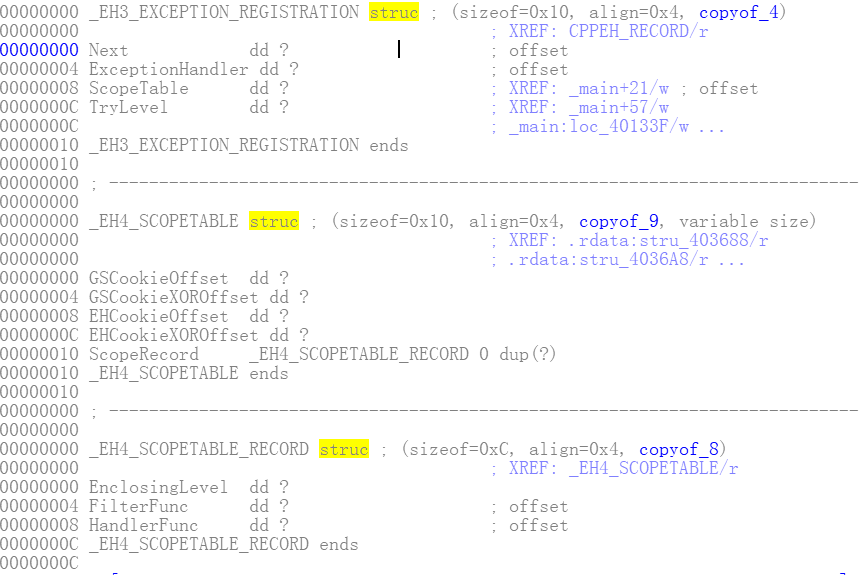 00000000 _EH3_EXCEPTION_REGISTRATION struc ; (sizeof=0x10, align=0x4, copyof_4)
00000000                                         ; XREF: CPPEH_RECORD/r
00000000 Next            dd ?                    ; offset
00000004 ExceptionHandler dd ?                   ; offset
00000008 ScopeTable      dd ?                    ; XREF: _main+21/w ; offset
0000000C TryLevel        dd ?                    ; XREF: _main+57/w
0000000C                                         ; _main:loc_40133F/w ...
00000010 _EH3_EXCEPTION_REGISTRATION ends
00000010
00000000 ; ---------------------------------------------------------------------------
00000000
00000000 _EH4_SCOPETABLE struc ; (sizeof=0x10, align=0x4, copyof_9, variable size)
00000000                                         ; XREF: .rdata:stru_403688/r
00000000                                         ; .rdata:stru_4036A8/r ...
00000000 GSCookieOffset  dd ?
00000004 GSCookieXOROffset dd ?
00000008 EHCookieOffset  dd ?
0000000C EHCookieXOROffset dd ?
00000010 ScopeRecord     _EH4_SCOPETABLE_RECORD 0 dup(?)
00000010 _EH4_SCOPETABLE ends
00000010
00000000 ; ---------------------------------------------------------------------------
00000000
00000000 _EH4_SCOPETABLE_RECORD struc ; (sizeof=0xC, align=0x4, copyof_8)
00000000                                         ; XREF: _EH4_SCOPETABLE/r
00000000 EnclosingLevel  dd ?
00000004 FilterFunc      dd ?                    ; offset
00000008 HandlerFunc     dd ?                    ; offset
0000000C _EH4_SCOPETABLE_RECORD ends
0000000C